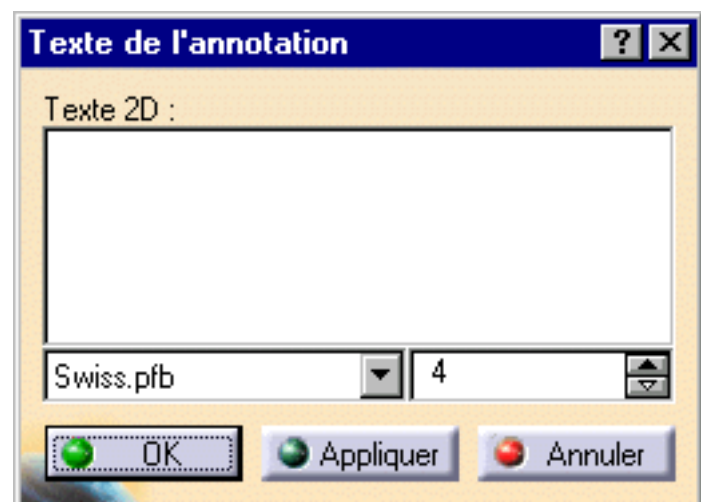 Texte de l'annotation
Texte 2D :
Swiss.pfb 4
OK Appliquer Annuler